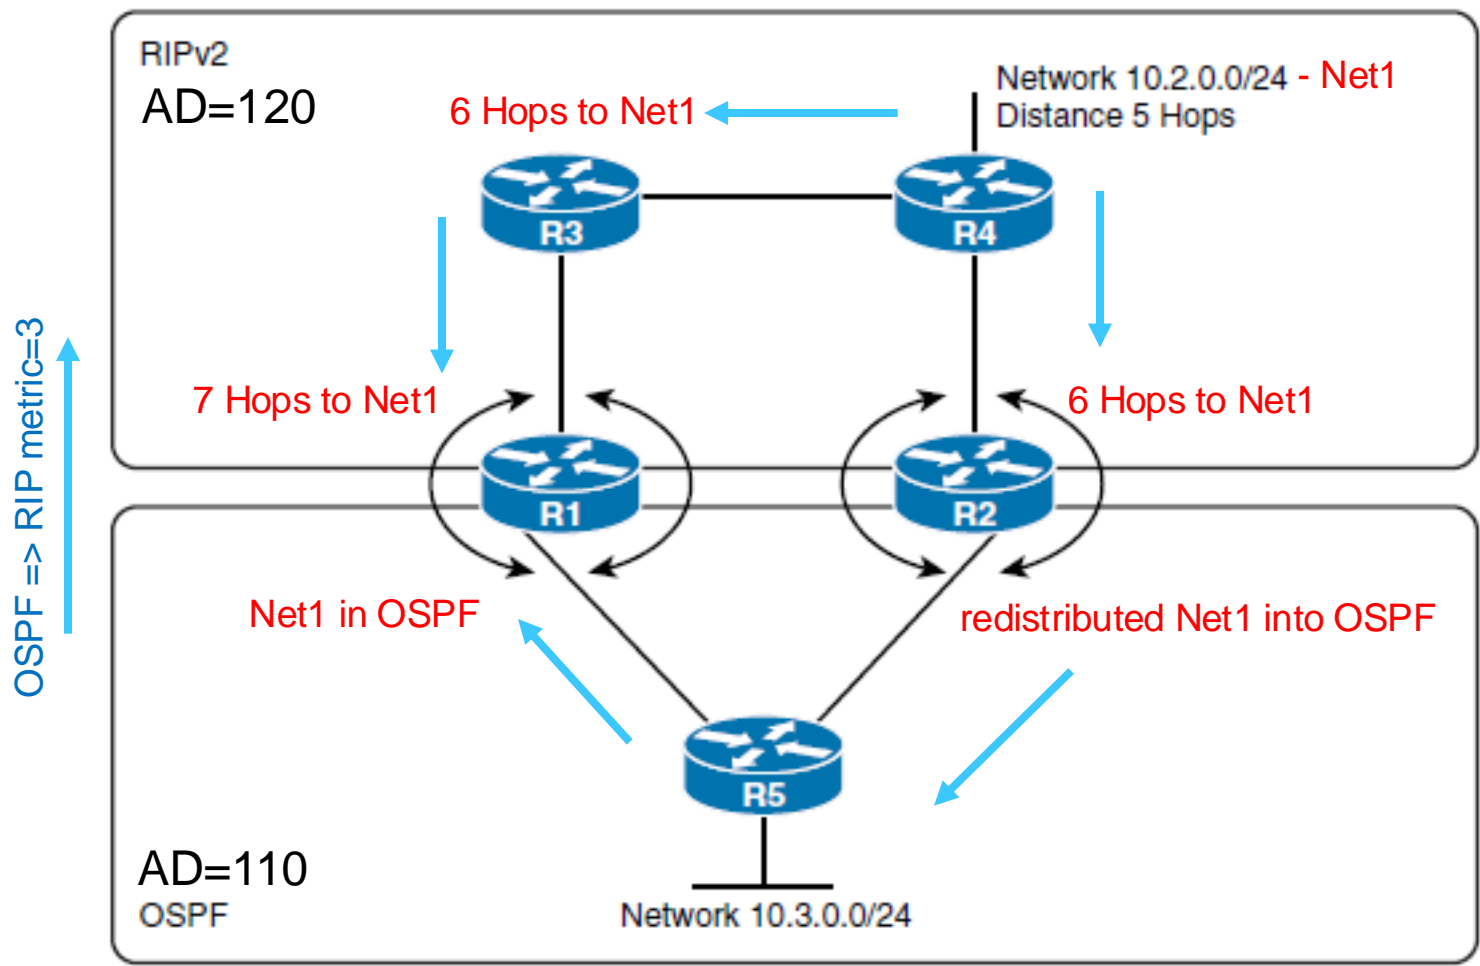 RIPv2
AD=120
6 Hops to Net1
Network 10.2.0.0/24 - Net1
Distance 5 Hops
R3
R4
OSPF => RIP metric=3
7 Hops to Net1
6 Hops to Net1
R1
R2
Net1 in OSPF
redistributed Net1 into OSPF
R5
AD=110
OSPF
Network 10.3.0.0/24